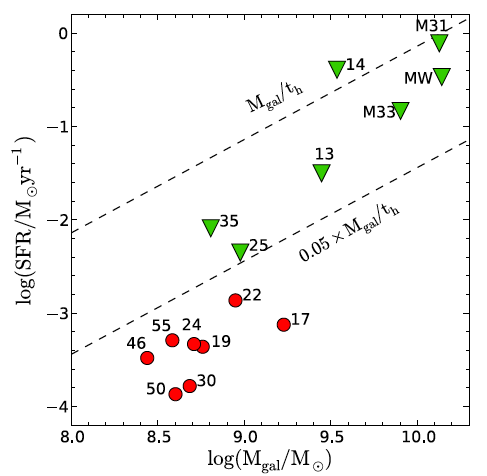 M31
14
MW
M_gal/t_h
M33
13
35
25
0.05×M_gal/t_h
22
17
55 24
19
46
30
50
0
−1
−2
−3
−4
log(SFR/M_⊙yr^−1)
8.0 8.5 9.0 9.5 10.0
log(M_gal/M_⊙)